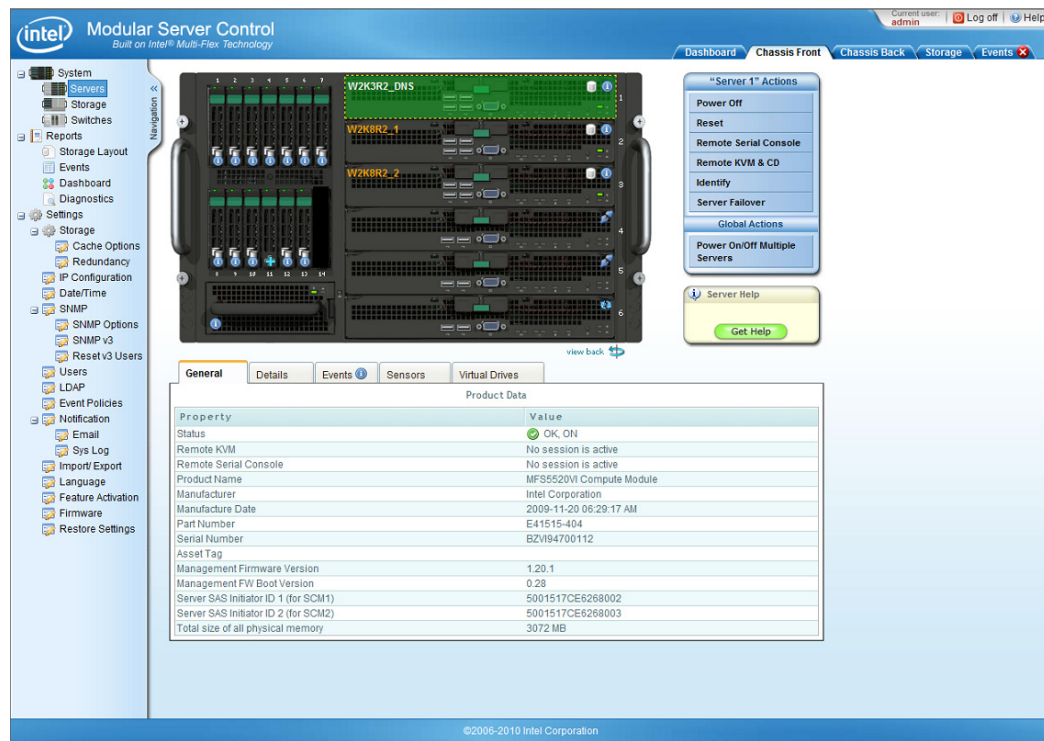 Current user: admin
Log off
Help
intel
Modular Server Control
Built on Intel® Multi-Flex Technology
Dashboard
Chassis Front
Chassis Back
Storage
Events
System
Servers
Storage
Switches
Reports
Storage Layout
Events
Dashboard
Diagnostics
Settings
Storage
Cache Options
Redundancy
IP Configuration
Date/Time
SNMP
SNMP Options
SNMP v3
Reset v3 Users
Users
LDAP
Event Policies
Notification
Email
Sys Log
Import/Export
Language
Feature Activation
Firmware
Restore Settings
Navigation
1 2 3 4 5 6 7
8 9 10 11 12 13 14
W2K3R2_DNS 1
W2K8R2_1 2
W2K8R2_2 3
4
5
6
view back
"Server 1" Actions
Power Off
Reset
Remote Serial Console
Remote KVM & CD
Identify
Server Failover
Global Actions
Power On/Off Multiple
Servers
Server Help
Get Help
General
Details
Events
Sensors
Virtual Drives
Product Data
Property Value
Status OK, ON
Remote KVM No session is active
Remote Serial Console No session is active
Product Name MFS5520VI Compute Module
Manufacturer Intel Corporation
Manufacture Date 2009-11-20 06:29:17 AM
Part Number E41515-404
Serial Number BZVI94700112
Asset Tag
Management Firmware Version 1.20.1
Management FW Boot Version 0.28
Server SAS Initiator ID 1 (for SCM1) 5001517CE6268002
Server SAS Initiator ID 2 (for SCM2) 5001517CE6268003
Total size of all physical memory 3072 MB
©2006-2010 Intel Corporation